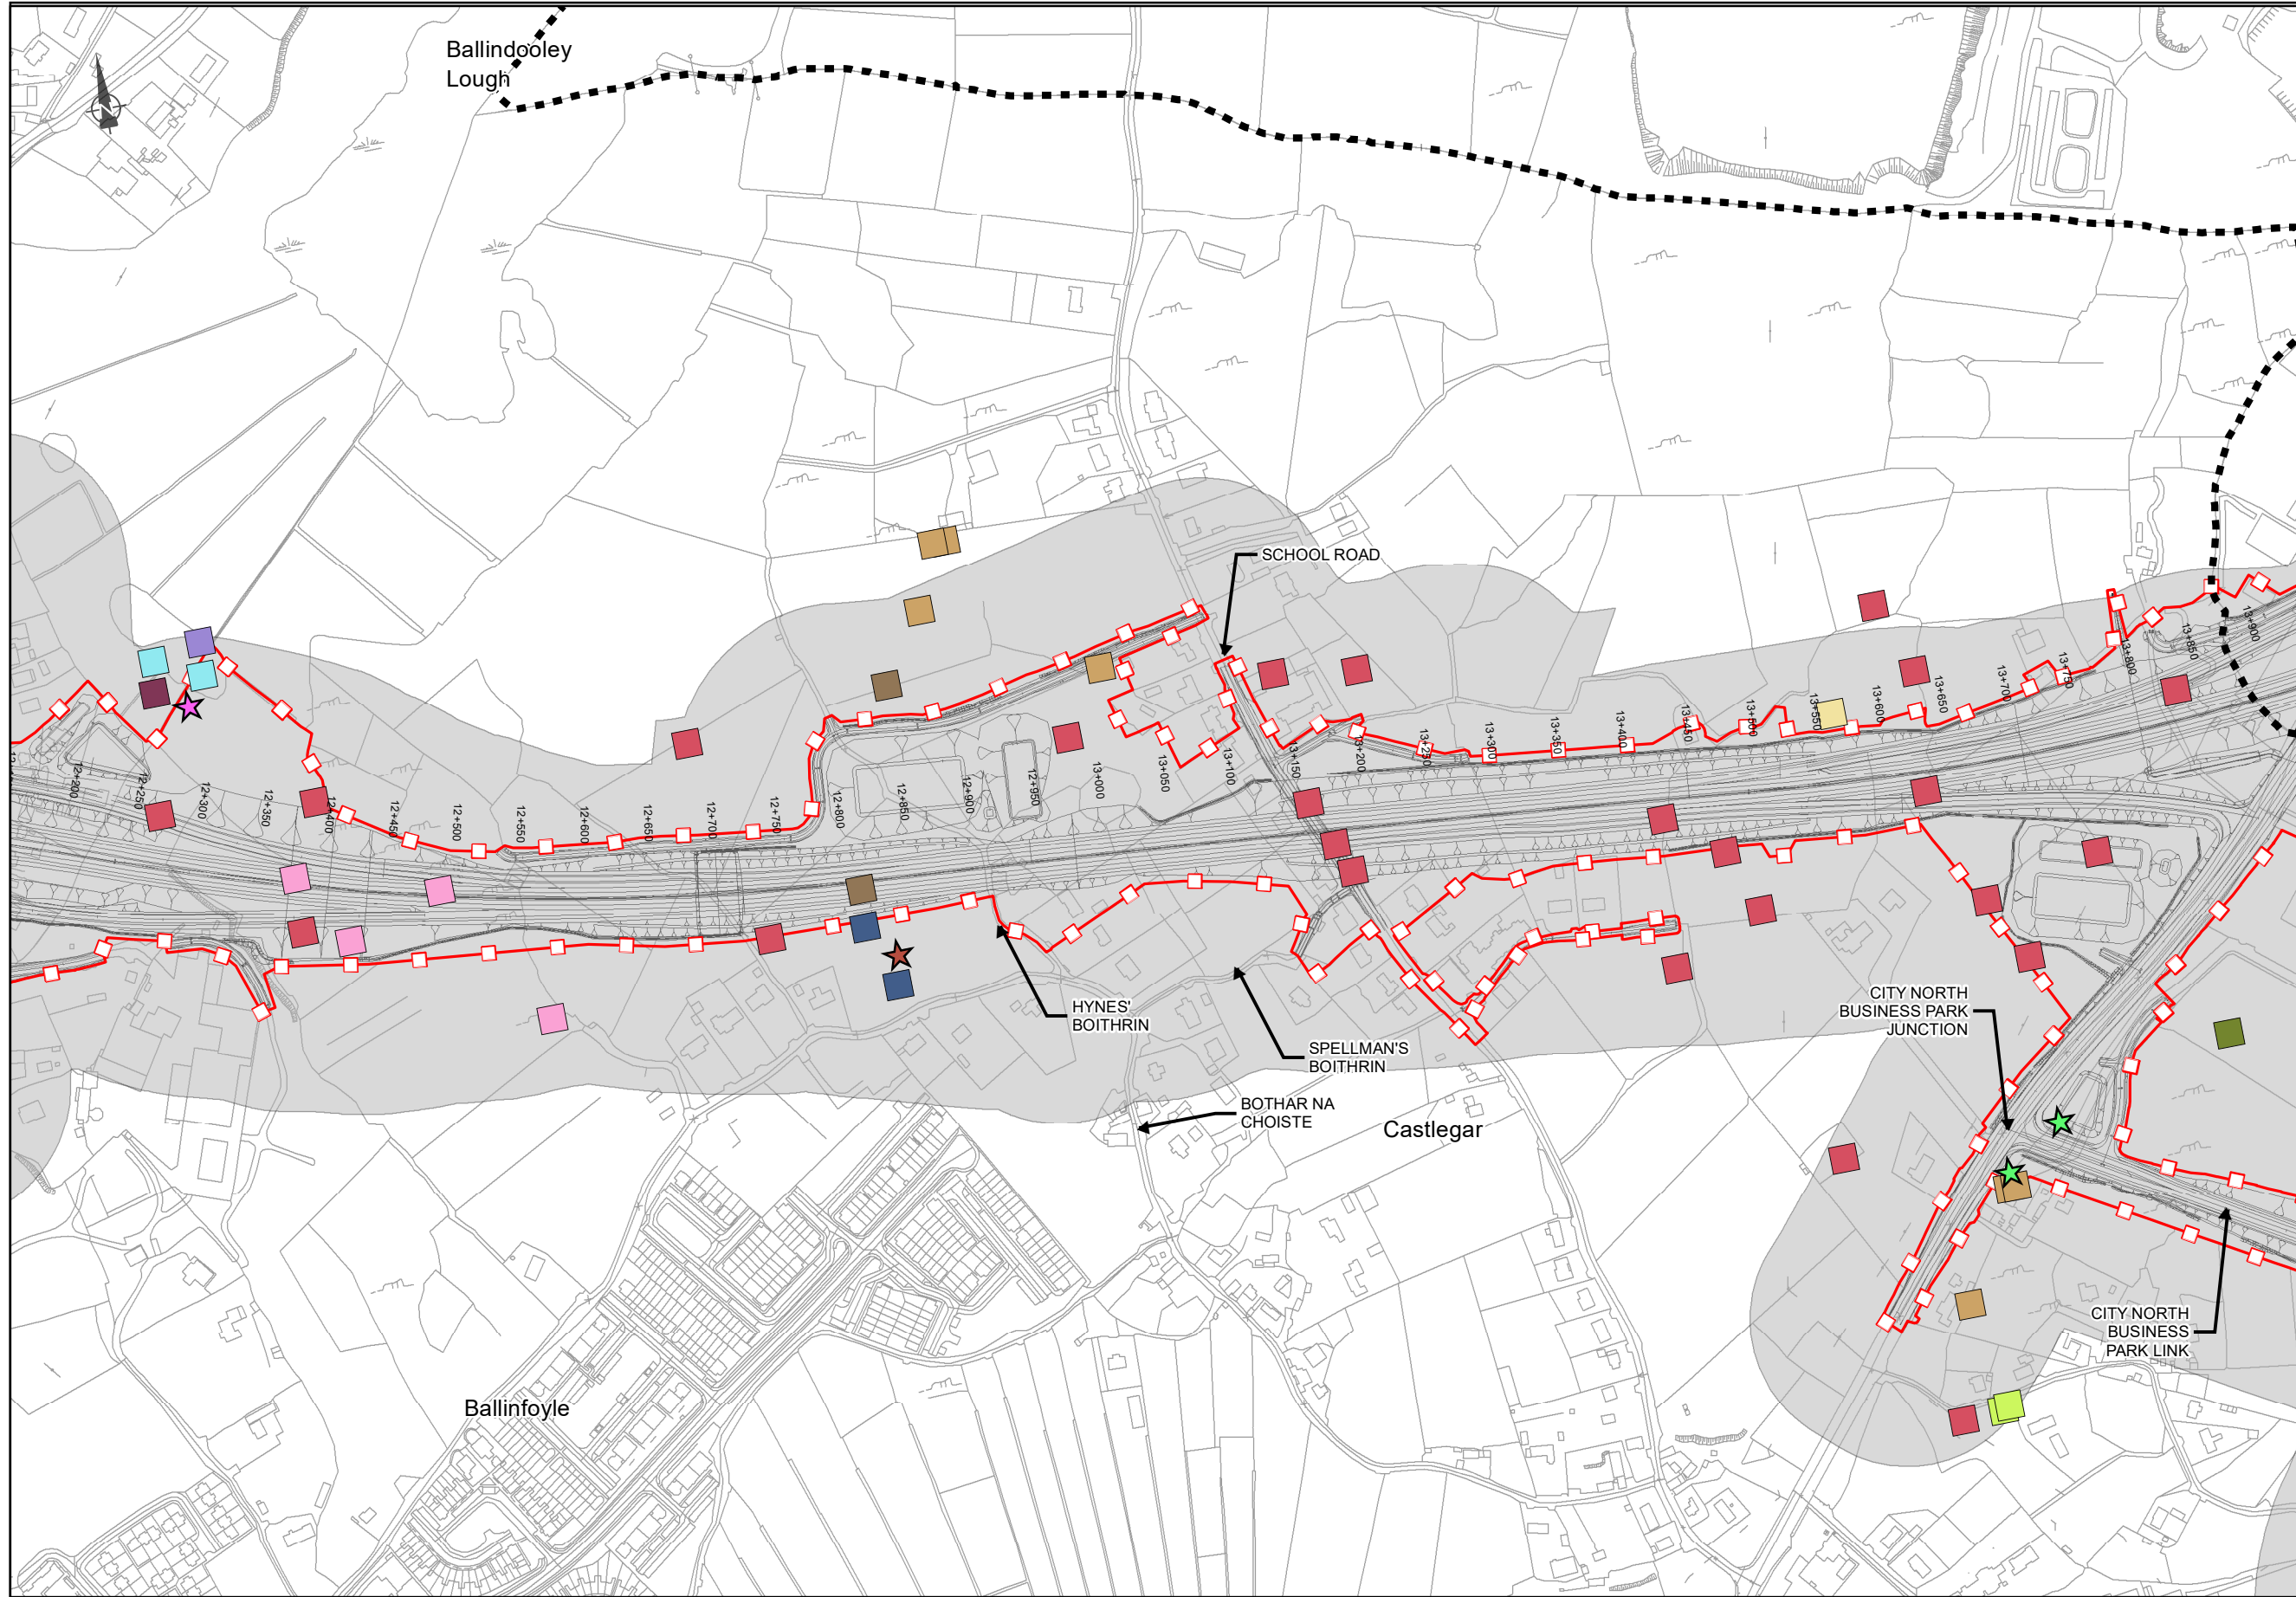 Ballindooley
Lough
N
SCHOOL ROAD
13+900
13+850
13+800
13+750
13+700
13+650
13+600
13+550
13+500
13+450
13+400
13+350
13+300
13+250
13+200
13+150
13+100
13+050
13+000
12+950
12+900
12+850
12+800
12+750
12+700
12+650
12+600
12+550
12+500
12+450
12+400
12+350
12+300
12+250
12+200
HYNES'
BOITHRIN
SPELLMAN'S
BOITHRIN
BOTHAR NA
CHOISTE
Castlegar
CITY NORTH
BUSINESS PARK
JUNCTION
CITY NORTH
BUSINESS
PARK LINK
Ballinfoyle